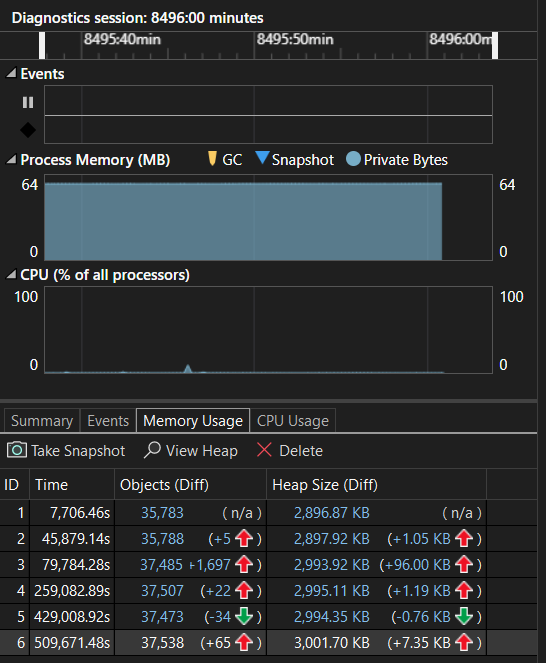 Diagnostics session: 8496:00 minutes
8495:40min 8495:50min 8496:00m
Events
Process Memory (MB) GC Snapshot Private Bytes
64 64
0 0
CPU (% of all processors)
100 100
0 0
Summary Events Memory Usage CPU Usage
Take Snapshot View Heap Delete
ID Time Objects (Diff) Heap Size (Diff)
1 7,706.46s 35,783 (n/a) 2,896.87 KB (n/a)
2 45,879.14s 35,788 (+5) 2,897.92 KB (+1.05 KB)
3 79,784.28s 37,485 +1,697) 2,993.92 KB (+96.00 KB)
4 259,082.89s 37,507 (+22) 2,995.11 KB (+1.19 KB)
5 429,008.92s 37,473 (-34) 2,994.35 KB (-0.76 KB)
6 509,671.48s 37,538 (+65) 3,001.70 KB (+7.35 KB)